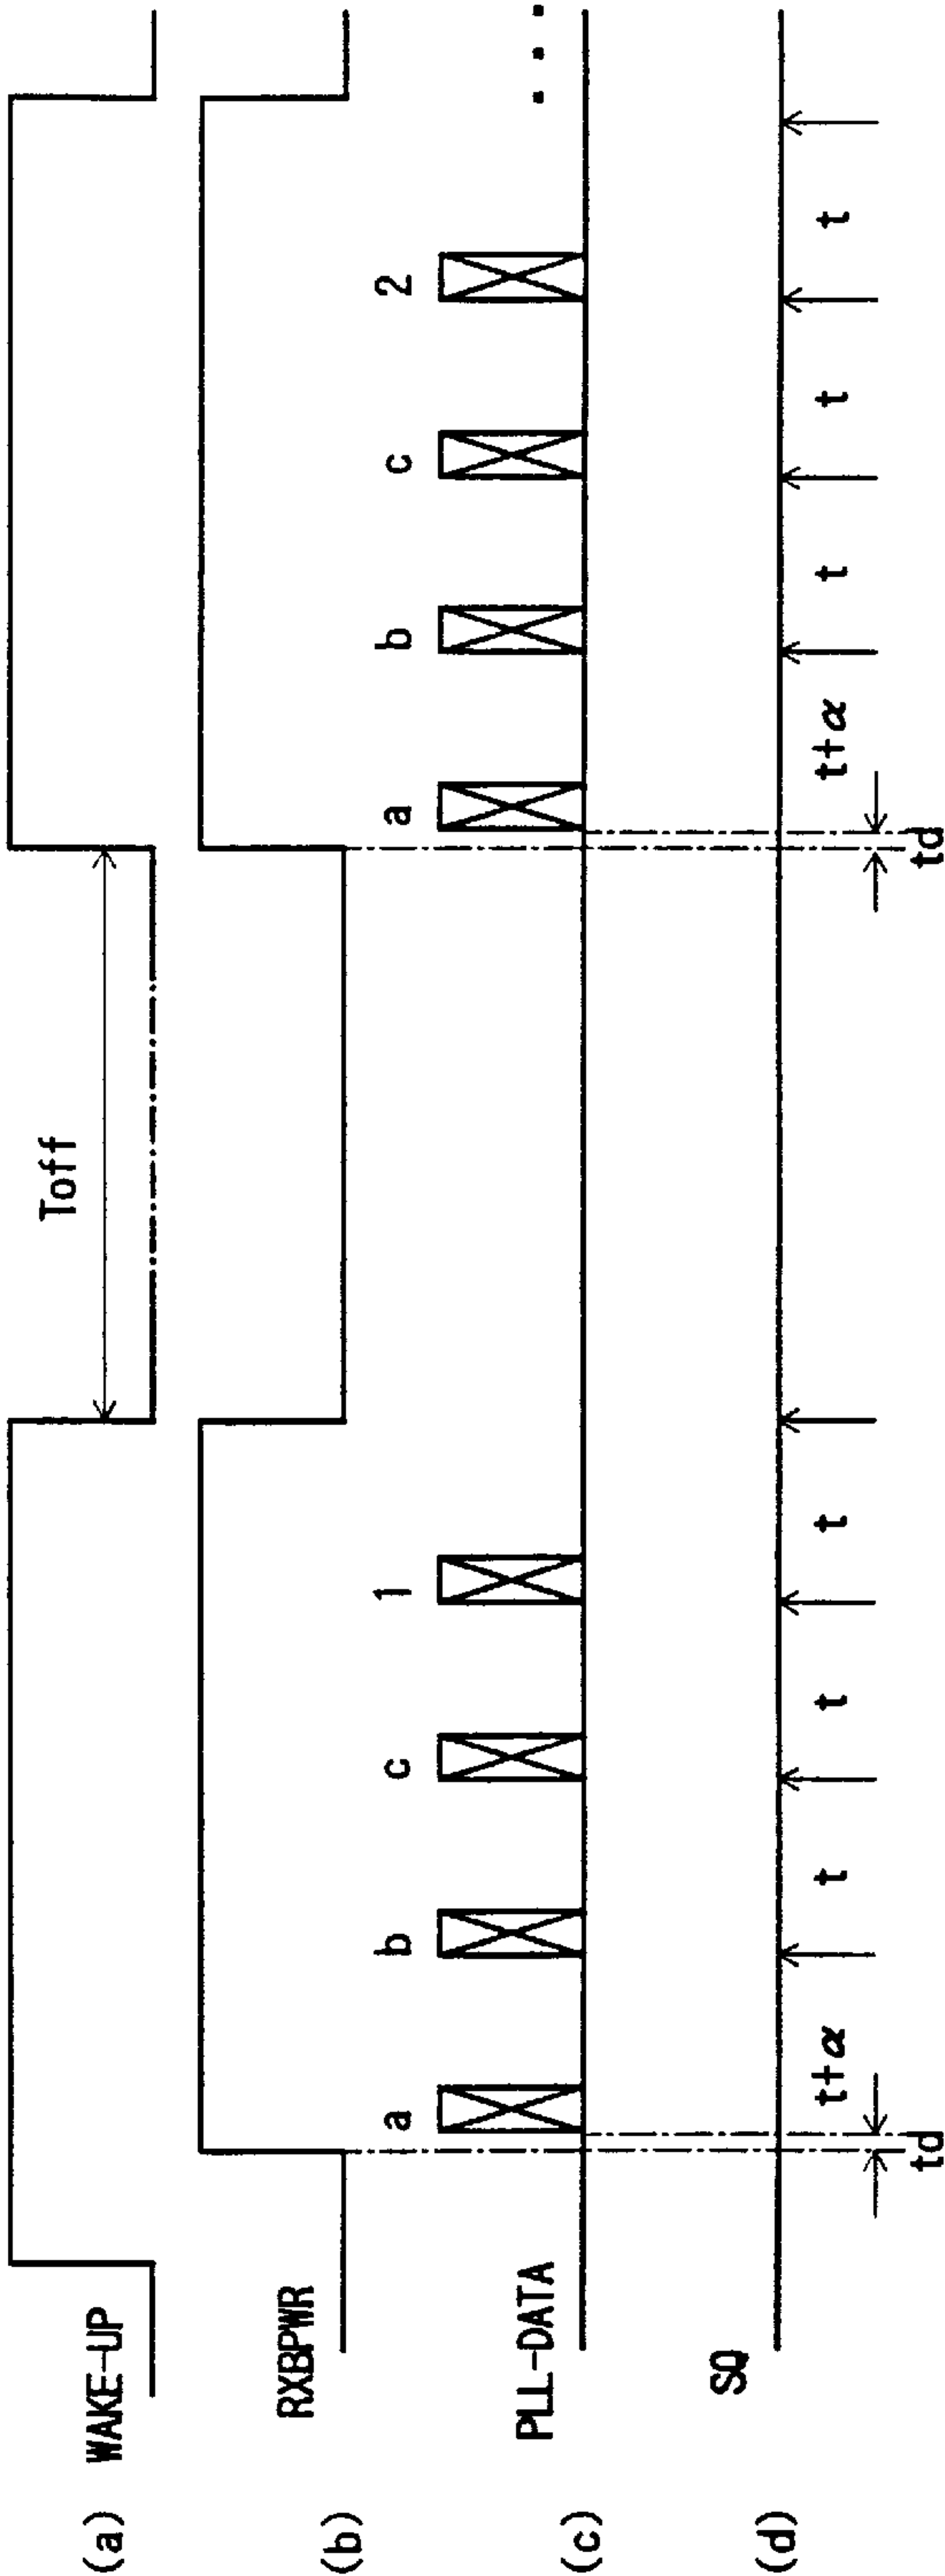 (a) WAKE-UP
Toff
(b) RXBPWR
(c) PLL-DATA
a b c 1 a b c 2 ...
(d) SQ
t+α t t t t+α t t t
td td